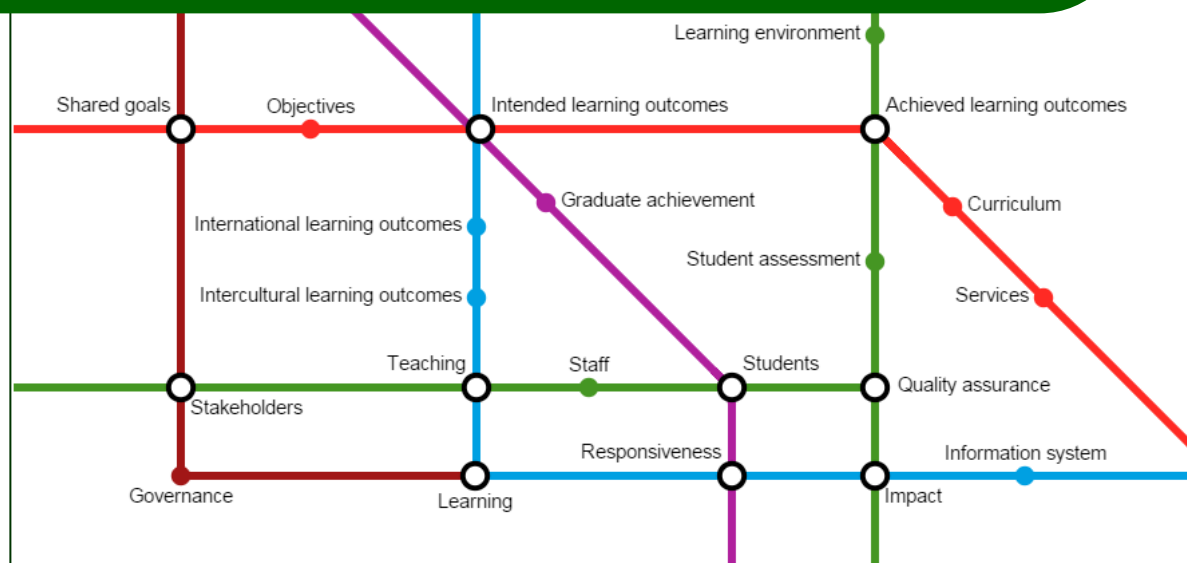 Learning environment
Shared goals
Objectives
Intended learning outcomes
Achieved learning outcomes
Graduate achievement
Curriculum
International learning outcomes
Student assessment
Intercultural learning outcomes
Services
Teaching
Staff
Students
Quality assurance
Stakeholders
Responsiveness
Information system
Governance
Learning
Impact